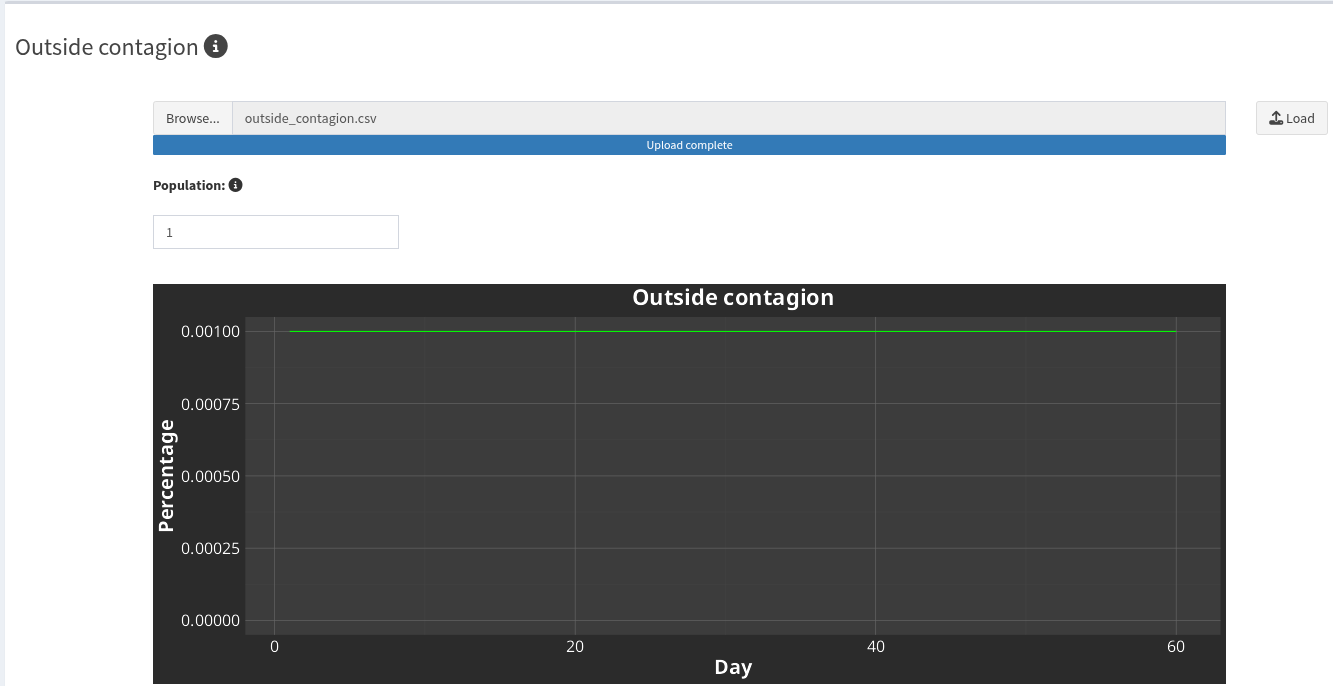 Outside contagion
Browse... outside_contagion.csv Load
Upload complete
Population:
1
Outside contagion
Percentage
0.00100
0.00075
0.00050
0.00025
0.00000
0 20 40 60
Day